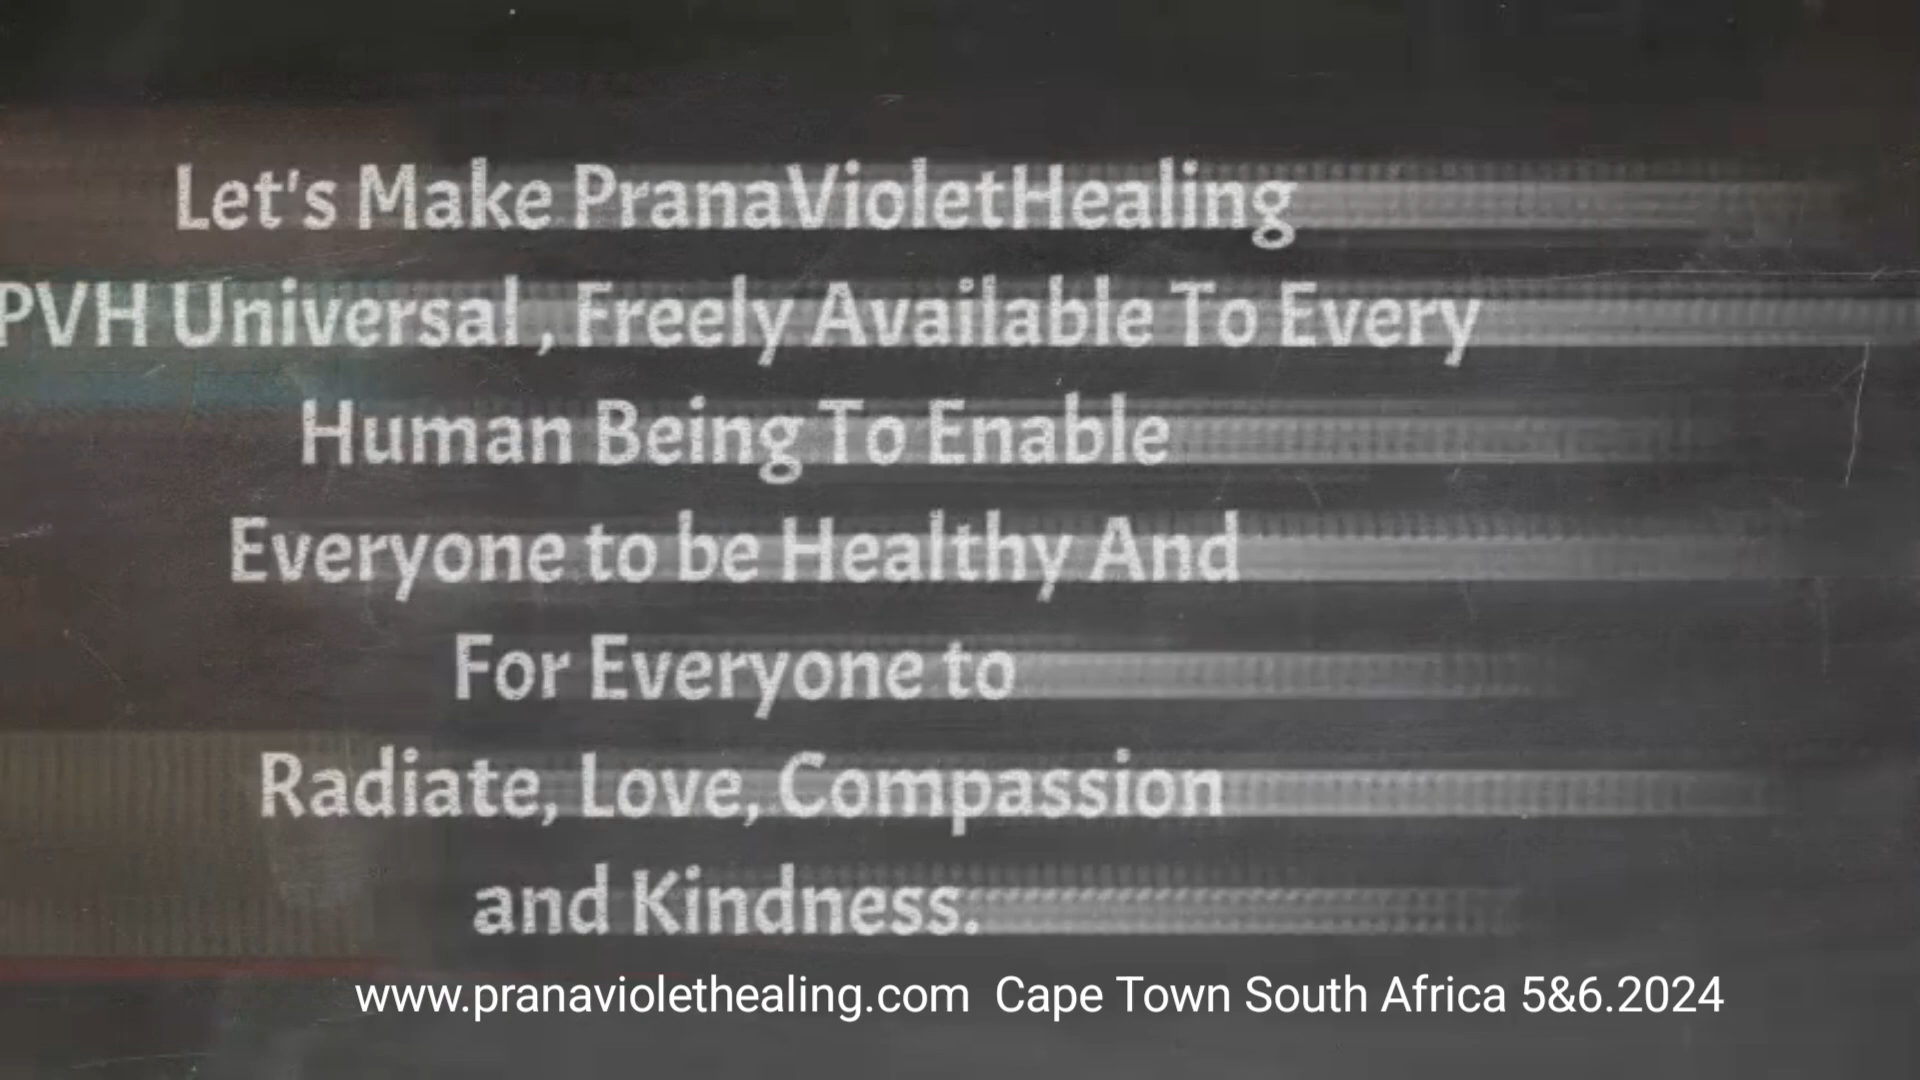 Let's Make PranaVioletHealing
PVH Universal , Freely Available To Every
Human Being To Enable
Everyone to be Healthy And
For Everyone to
Radiate, Love, Compassion
and Kindness.
www.pranaviolethealing.com Cape Town South Africa 5&6.2024